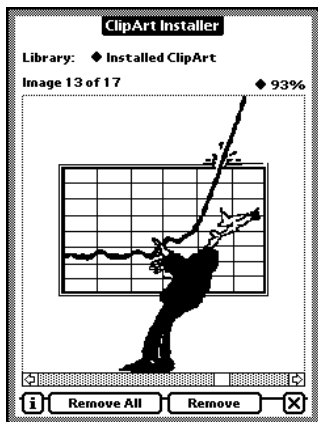 ClipArt Installer
Library: ◆ Installed ClipArt
Image 13 of 17 ◆ 93%
i Remove All Remove X